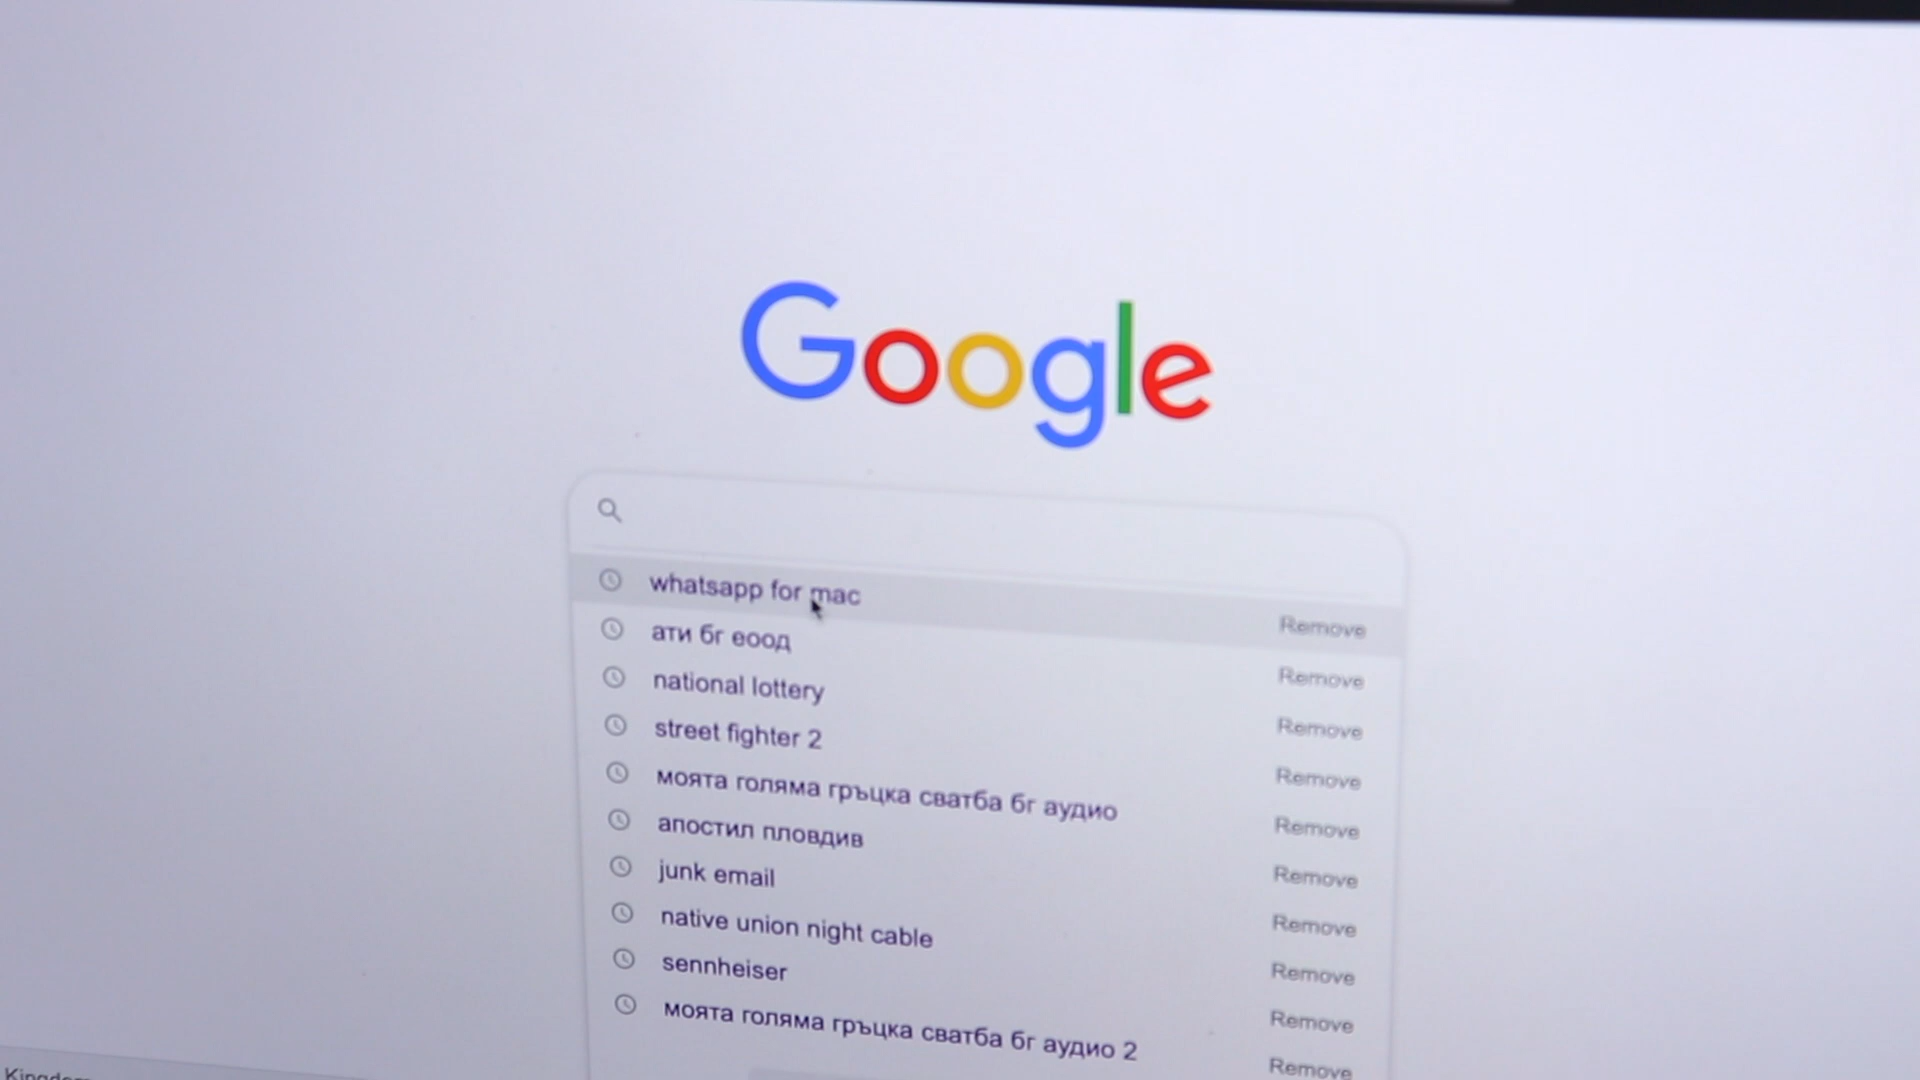 Google
whatsapp for mac
Remove
ати бг еоод
Remove
national lottery
Remove
street fighter 2
Remove
моята голяма гръцка сватба бг аудио
Remove
апостил пловдив
Remove
junk email
Remove
native union night cable
Remove
sennheiser
Remove
моята голяма гръцка сватба бг аудио 2
Remove